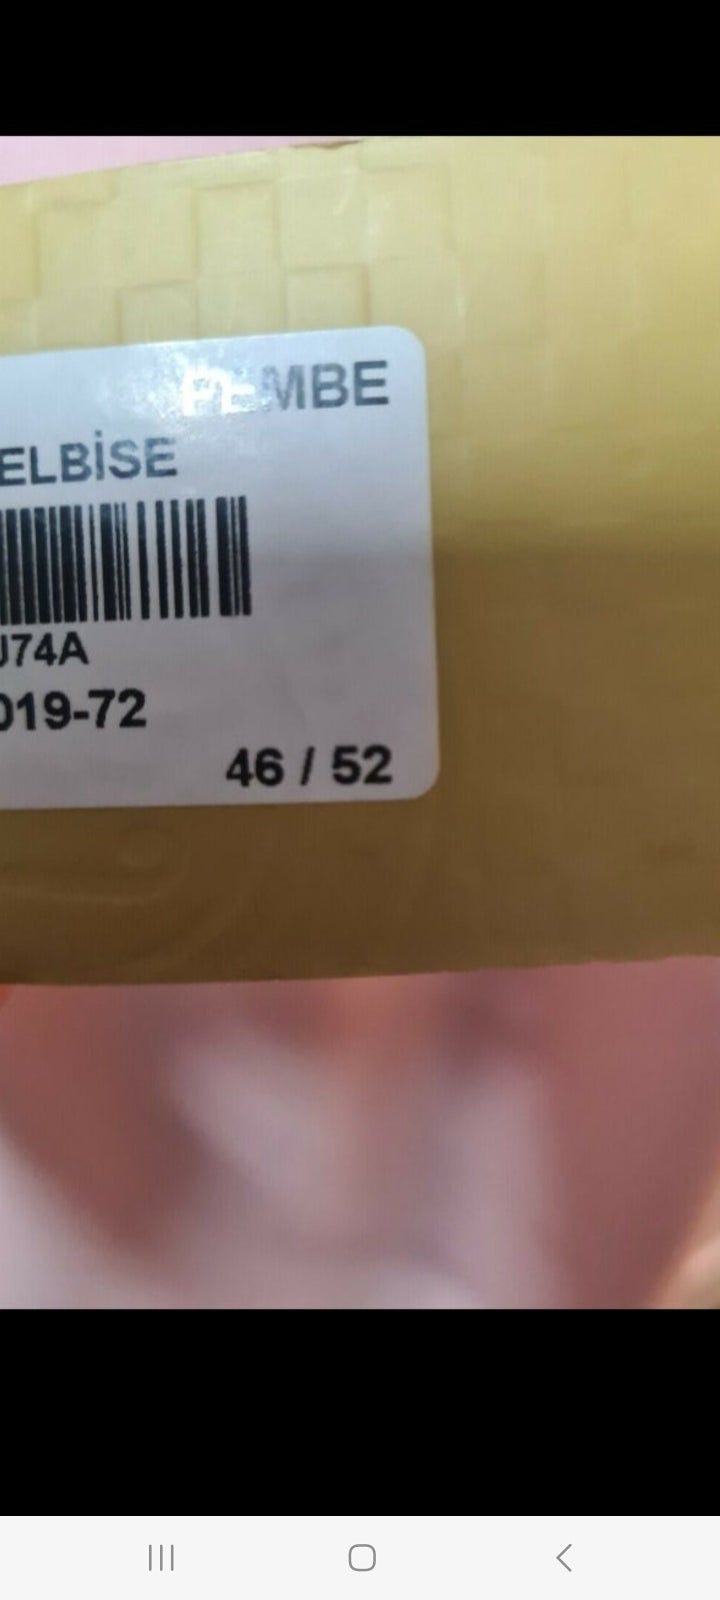 PEMBE
ELBİSE
U74A
019-72
46 / 52